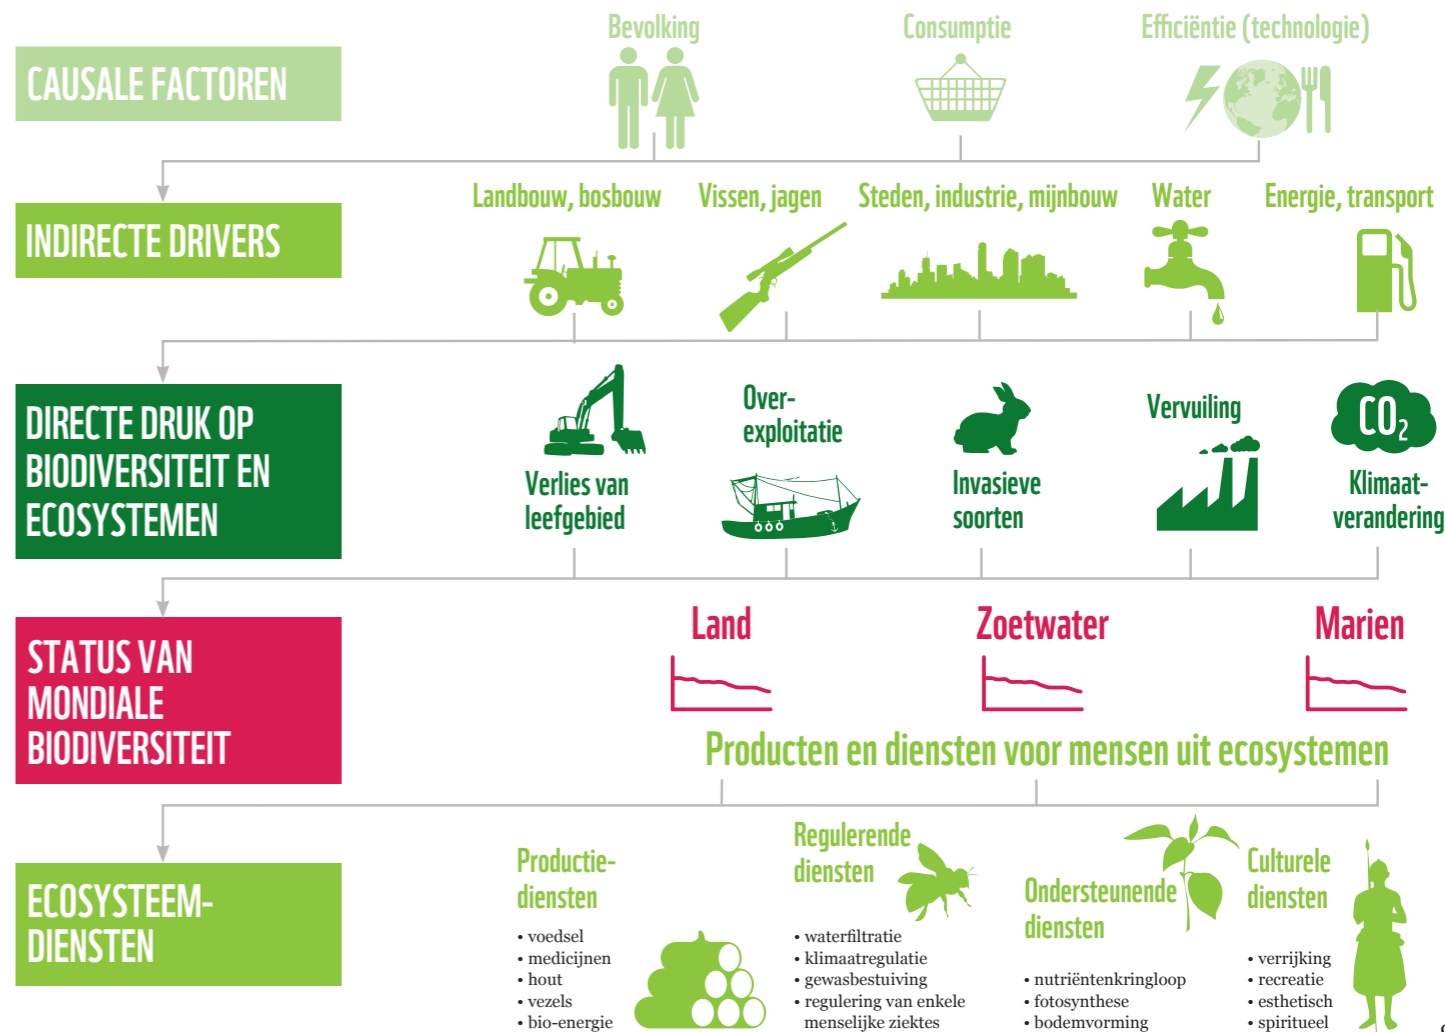 CAUSALE FACTOREN
Bevolking
Consumptie
Efficiëntie (technologie)
INDIRECTE DRIVERS
Landbouw, bosbouw
Vissen, jagen
Steden, industrie, mijnbouw
Water
Energie, transport
DIRECTE DRUK OP
BIODIVERSITEIT EN
ECOSYSTEMEN
Verlies van
leefgebied
Over-
exploitatie
Invasieve
soorten
Vervuiling
CO₂
Klimaat-
verandering
STATUS VAN
MONDIALE
BIODIVERSITEIT
Land
Zoetwater
Marien
Producten en diensten voor mensen uit ecosystemen
ECOSYSTEEM-
DIENSTEN
Productie-
diensten
• voedsel
• medicijnen
• hout
• vezels
• bio-energie
Regulerende
diensten
• waterfiltratie
• klimaatregulatie
• gewasbestuiving
• regulering van enkele
menselijke ziektes
Ondersteunende
diensten
• nutriëntenkringloop
• fotosynthese
• bodemvorming
Culturele
diensten
• verrijking
• recreatie
• esthetisch
• spiritueel